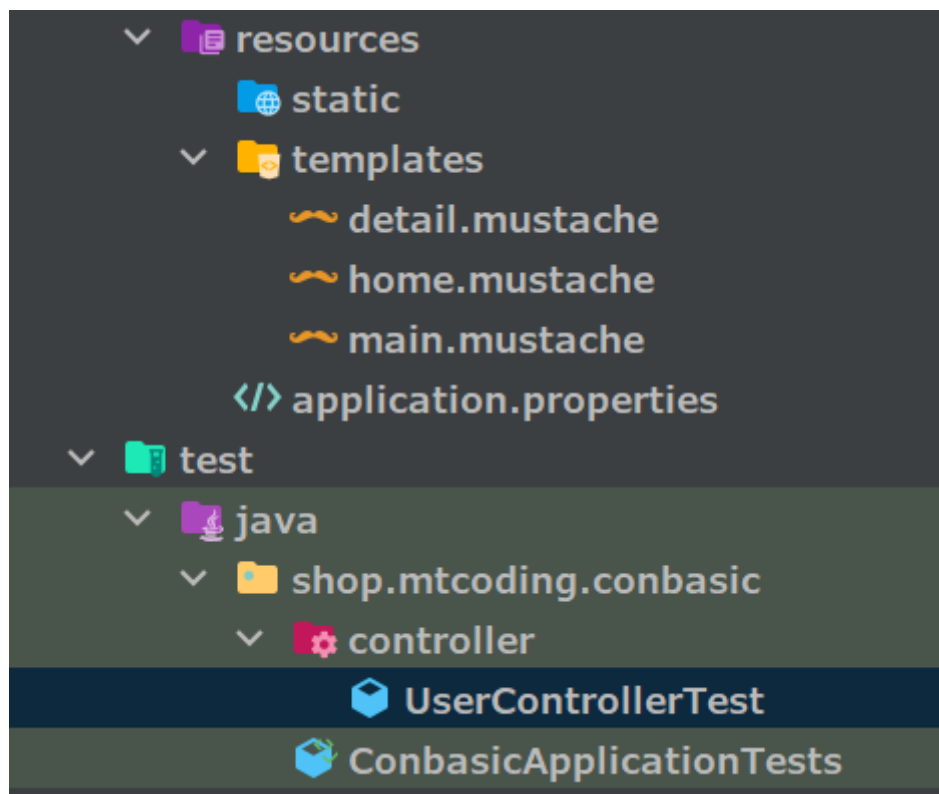 resources
static
templates
detail.mustache
home.mustache
main.mustache
application.properties
test
java
shop.mtcoding.conbasic
controller
UserControllerTest
ConbasicApplicationTests